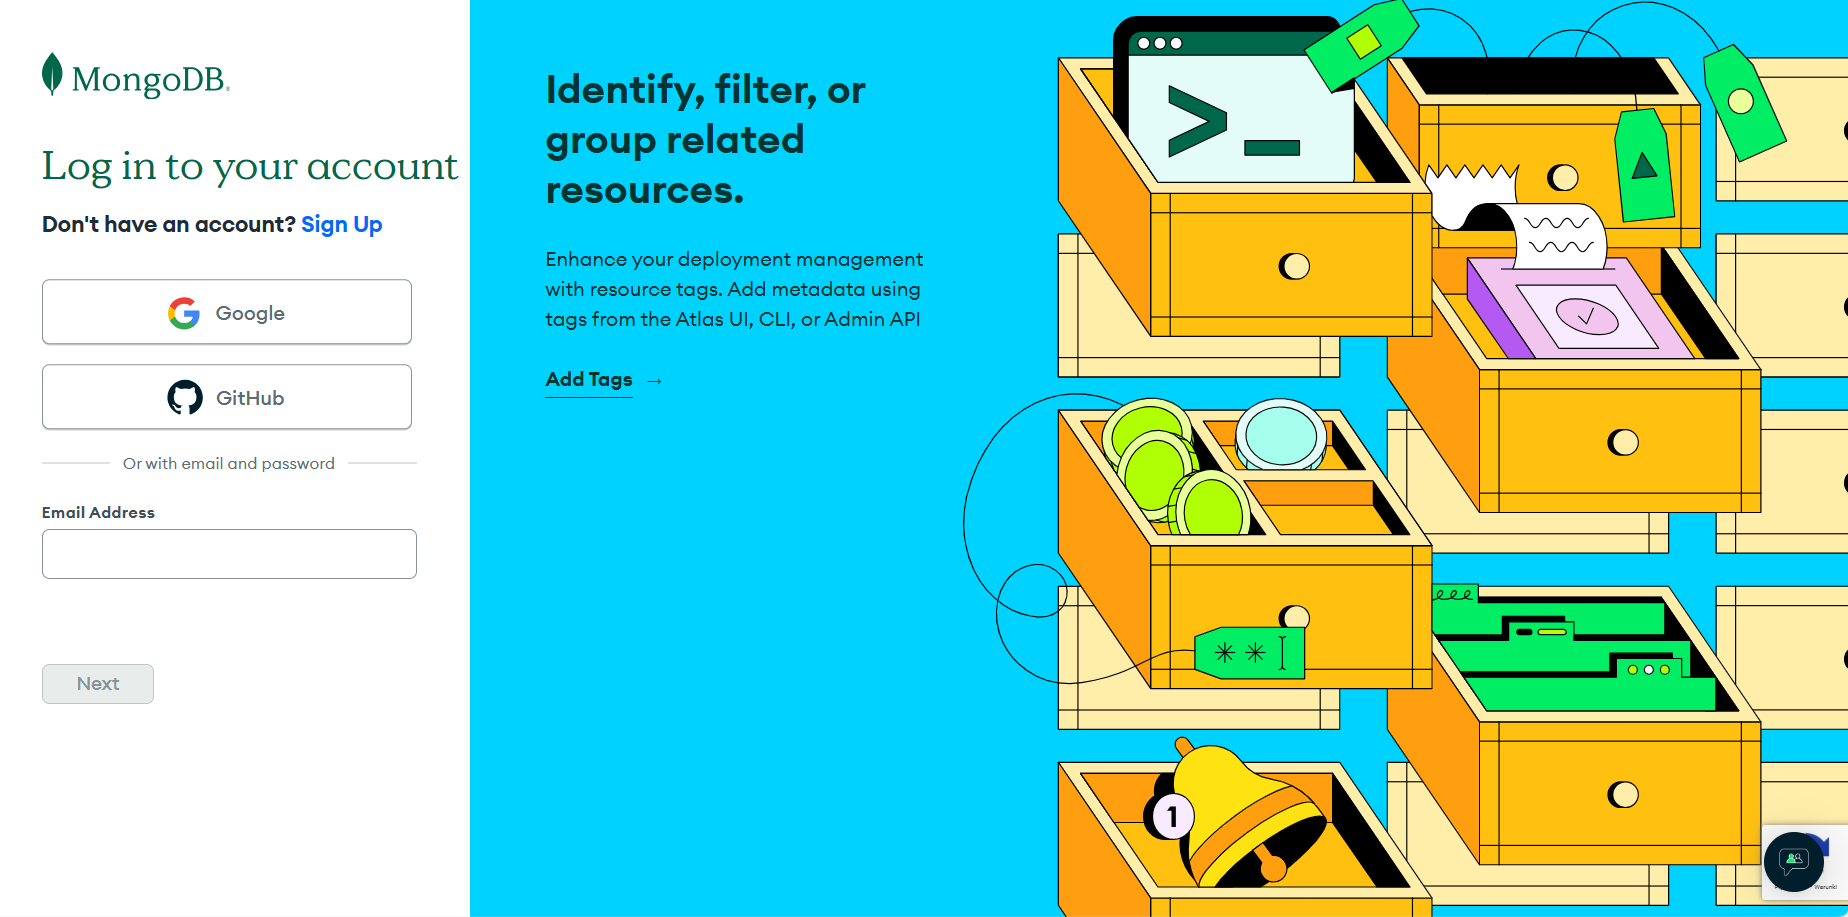 MongoDB®
Log in to your account
Don't have an account? Sign Up
Google
GitHub
Or with email and password
Email Address
Next
Identify, filter, or
group related
resources.
Enhance your deployment management
with resource tags. Add metadata using
tags from the Atlas UI, CLI, or Admin API
Add Tags →
>_
1
Warunki